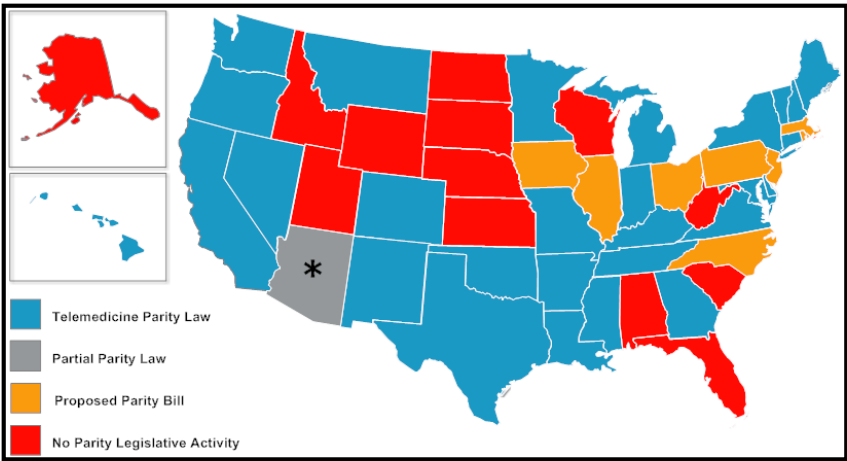 *
Telemedicine Parity Law
Partial Parity Law
Proposed Parity Bill
No Parity Legislative Activity